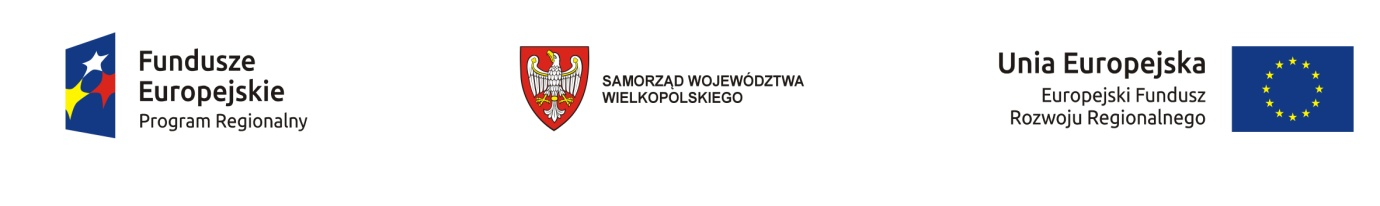 Fundusze
Europejskie
Program Regionalny
SAMORZĄD WOJEWÓDZTWA
WIELKOPOLSKIEGO
Unia Europejska
Europejski Fundusz
Rozwoju Regionalnego